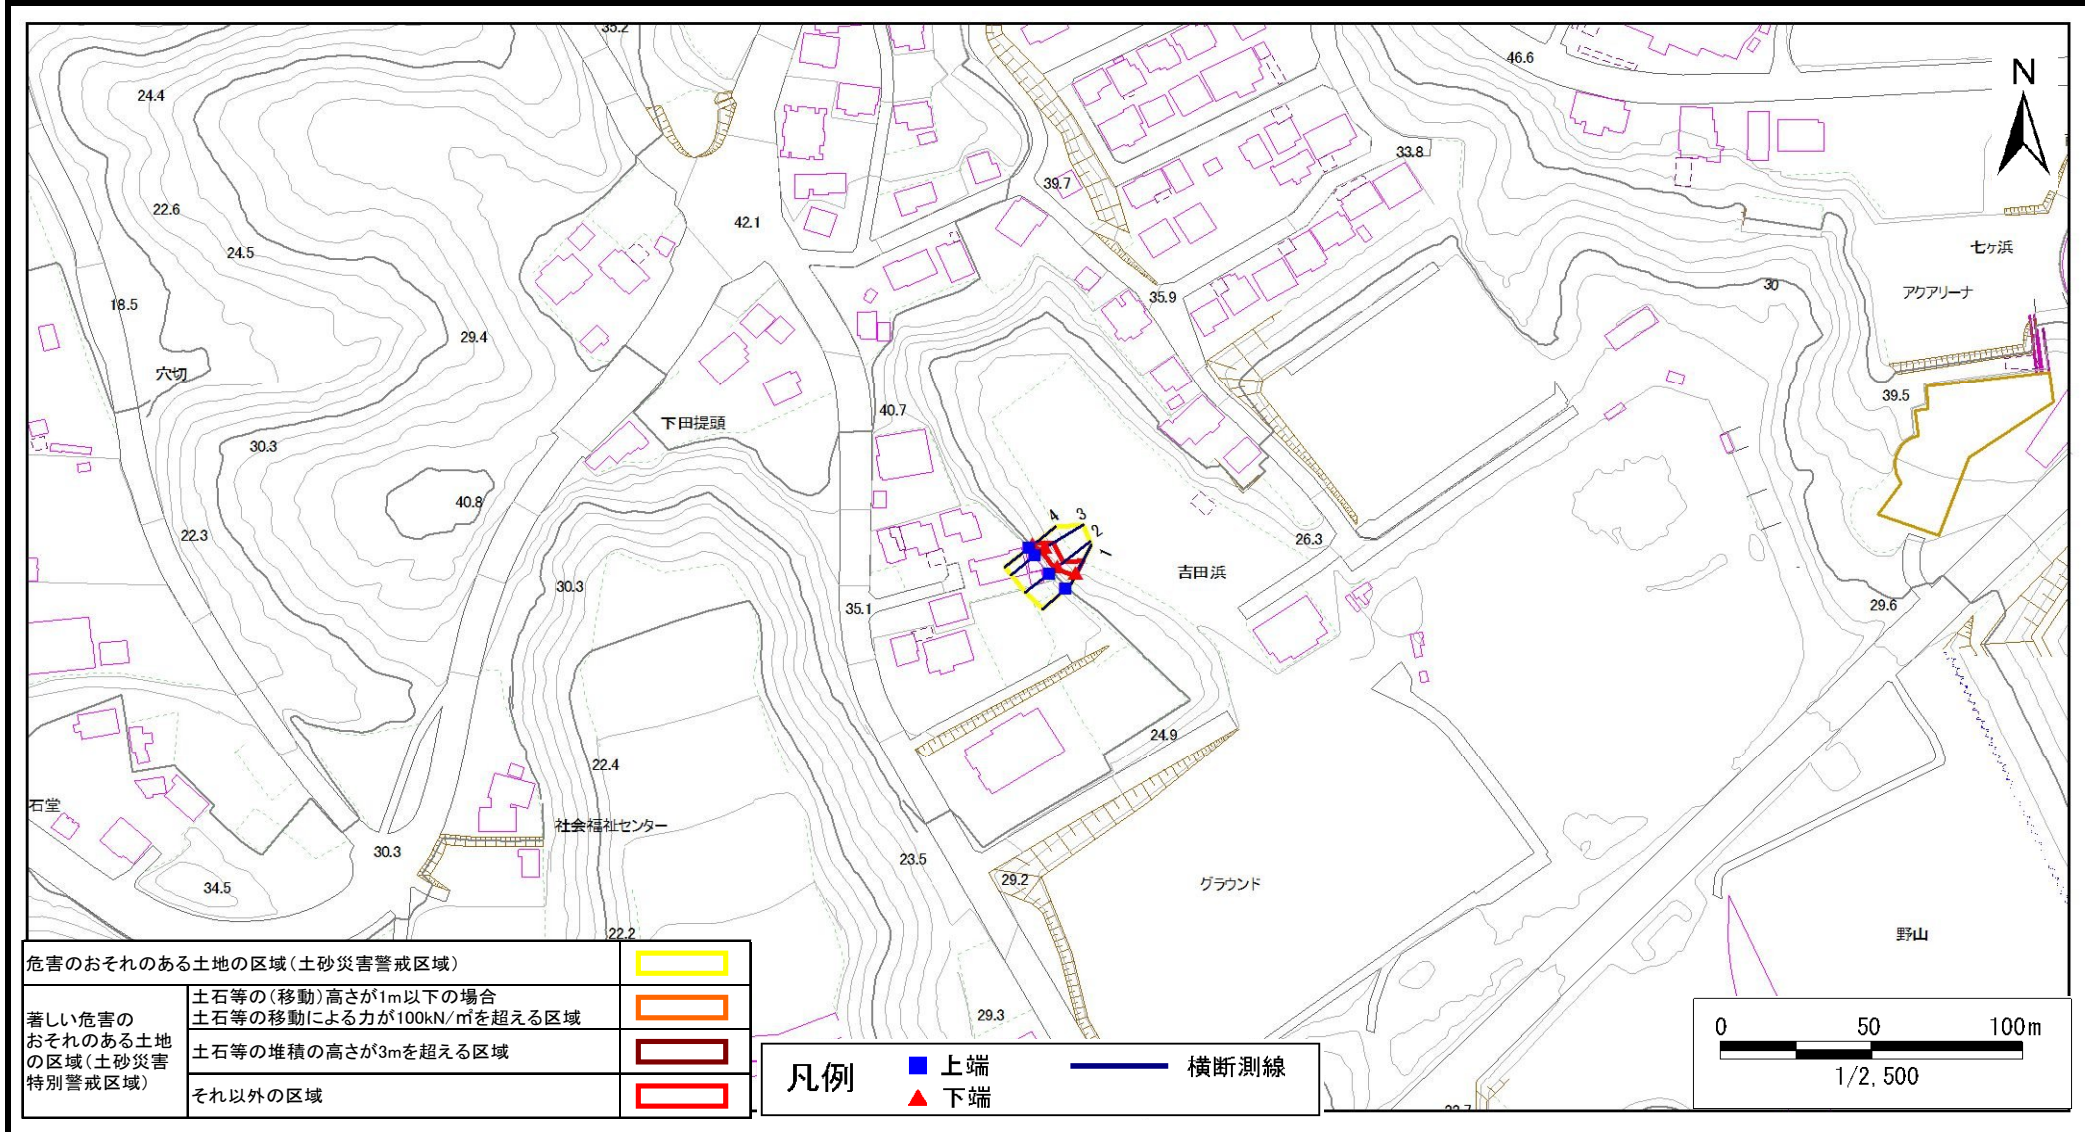 35.2
46.6
N
24.4
33.8
39.7
22.6
42.1
24.5
七ヶ浜
アクアリーナ
30
18.5
35.9
29.4
穴切
39.5
40.7
下田提頭
30.3
40.8
4
3
2
1
22.3
26.3
吉田浜
30.3
35.1
29.6
24.9
22.4
石堂
社会福祉センター
30.3
23.5
34.5
29.2
グラウンド
22.2
野山
29.3
危害のおそれのある土地の区域(土砂災害警戒区域)
著しい危害の
おそれのある土地
の区域(土砂災害
特別警戒区域)
土石等の(移動)高さが1m以下の場合
土石等の移動による力が100kN/㎡を超える区域
土石等の堆積の高さが3mを超える区域
それ以外の区域
凡例
上端
下端
横断測線
0 50 100m
1/2,500